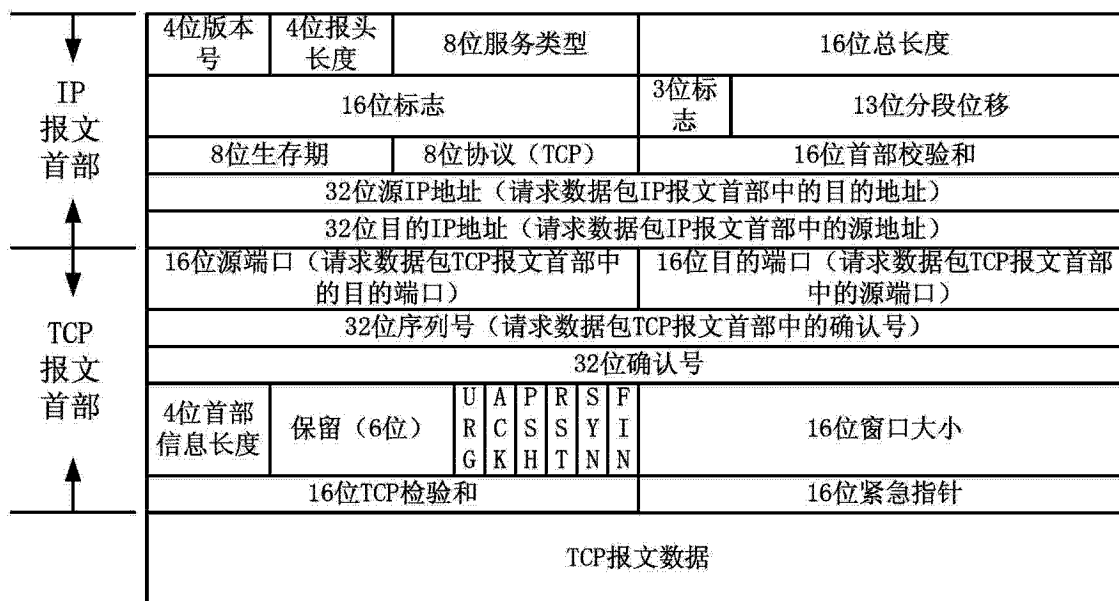 4位版本
号
4位报头
长度
8位服务类型
16位总长度
IP
报文
首部
16位标志
3位标
志
13位分段位移
8位生存期
8位协议（TCP）
16位首部校验和
32位源IP地址（请求数据包IP报文首部中的目的地址）
32位目的IP地址（请求数据包IP报文首部中的源地址）
16位源端口（请求数据包TCP报文首部中
的目的端口）
16位目的端口（请求数据包TCP报文首部
中的源端口）
TCP
报文
首部
32位序列号（请求数据包TCP报文首部中的确认号）
32位确认号
4位首部
信息长度
保留（6位）
URG
ACK
PSH
RST
SYN
FIN
16位窗口大小
16位TCP检验和
16位紧急指针
TCP报文数据